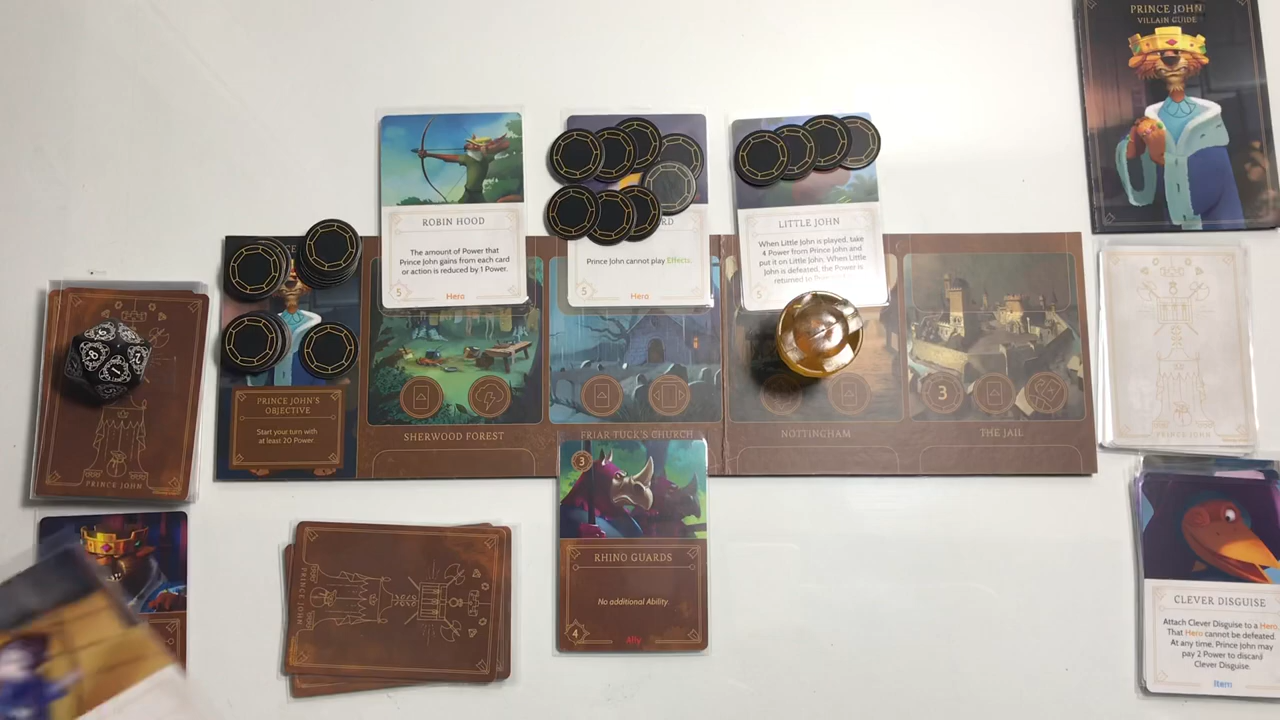 PRINCE JOHN
VILLAIN GUIDE
ROBIN HOOD
The amount of Power that
Prince John gains from each card
or action is reduced by 1 Power.
5
Hero
Prince John cannot play Effects.
5
Hero
LITTLE JOHN
When Little John is played, take
4 Power from Prince John and
put it on Little John. When Little
John is defeated, the Power is
returned
5
PRINCE JOHN'S
OBJECTIVE
Start your turn with
at least 20 Power
SHERWOOD FOREST
FRIAR TUCK'S CHURCH
NOTTINGHAM
3
THE JAIL
PRINCE JOHN
PRINCE JOHN
3
RHINO GUARDS
No additional Ability.
4
Ally
PRINCE JOHN
CLEVER DISGUISE
Attach Clever Disguise to a Hero.
That Hero cannot be defeated.
At any time, Prince John may
pay 2 Power to discard
Clever Disguise.
Item